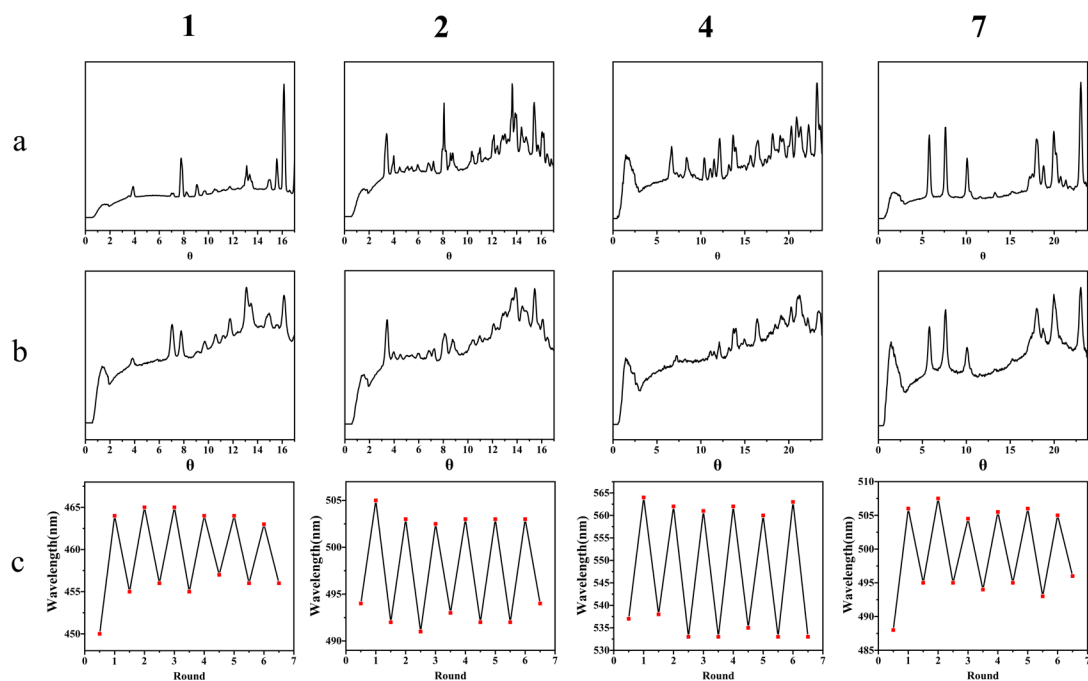 1 2 4 7
a
0 2 4 6 8 10 12 14 16
θ
0 2 4 6 8 10 12 14 16
θ
0 5 10 15 20
θ
0 5 10 15 20
θ
b
0 2 4 6 8 10 12 14 16
θ
0 2 4 6 8 10 12 14 16
θ
0 5 10 15 20
θ
0 5 10 15 20
θ
c
Wavelength(nm)
465
460
455
450
0 1 2 3 4 5 6 7
Round
Wavelength(nm)
505
500
495
490
0 1 2 3 4 5 6 7
Round
Wavelength(nm)
565
560
555
550
545
540
535
530
0 1 2 3 4 5 6 7
Round
Wavelength(nm)
510
505
500
495
490
485
0 1 2 3 4 5 6 7
Round